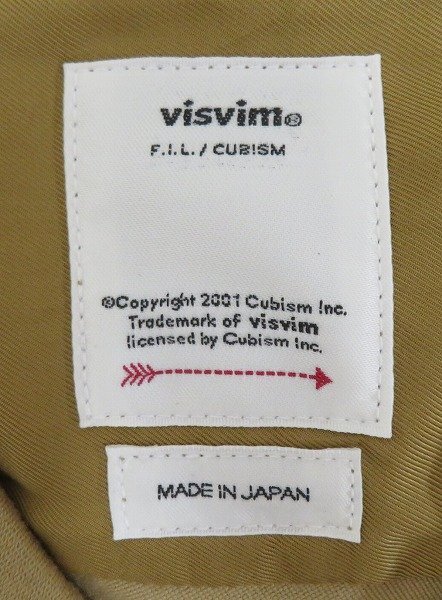 visvim®
F.I.L. / CUBISM
©Copyright 2001 Cubism Inc.
Trademark of visvim
licensed by Cubism Inc.
MADE IN JAPAN